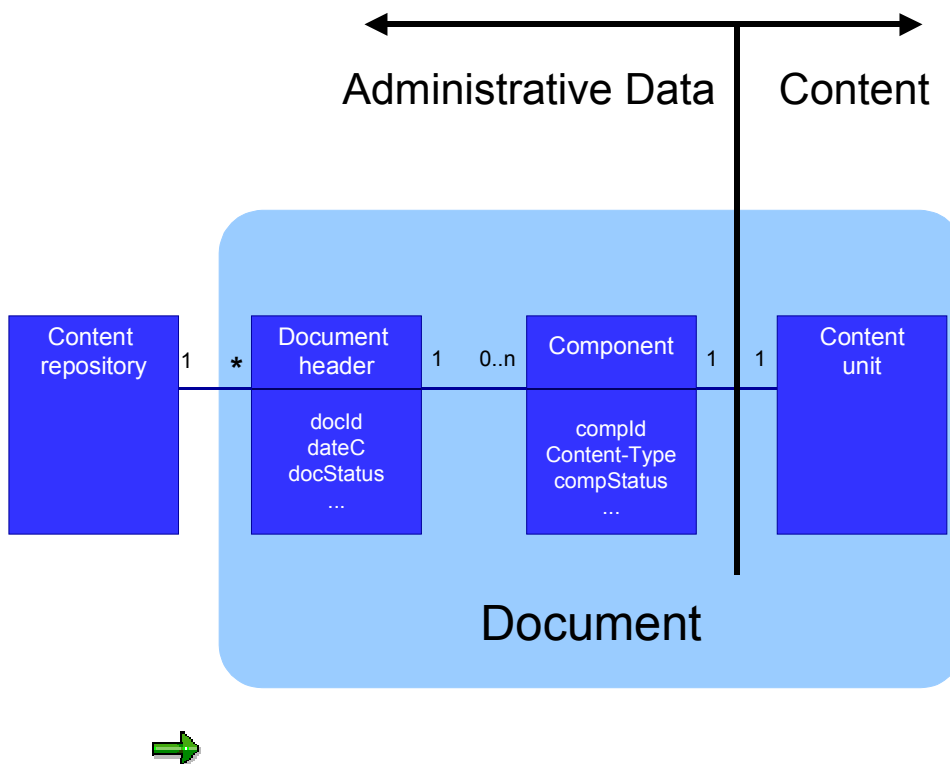 Administrative Data
Content
Content
repository
1
*
Document
header
docId
dateC
docStatus
...
1
0..n
Component
compId
Content-Type
compStatus
...
1
1
Content
unit
Document